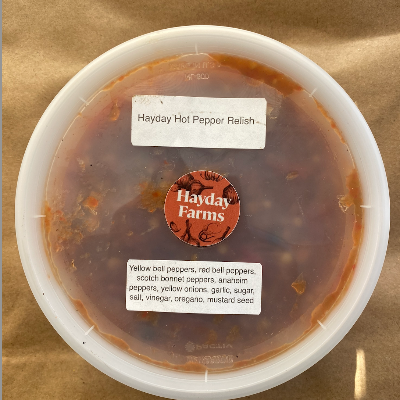 Hayday Hot Pepper Relish
Hayday
Farms
Yellow bell peppers, red bell peppers,
scotch bonnet peppers, anaheim
peppers, yellow onions, garlic, sugar,
salt, vinegar, oregano, mustard seed